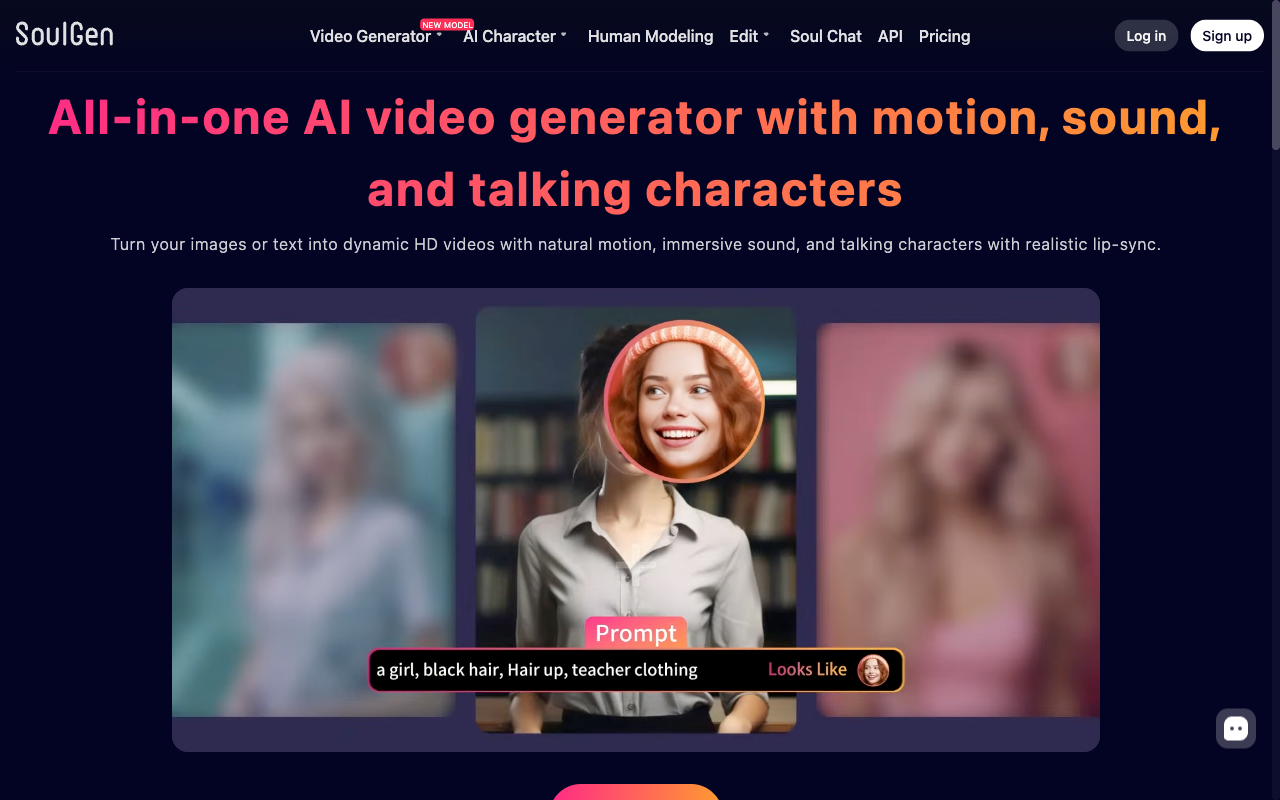 SoulGen
Video Generator
NEW MODEL
AI Character
Human Modeling
Edit
Soul Chat
API
Pricing
Log in
Sign up
All-in-one AI video generator with motion, sound,
and talking characters
Turn your images or text into dynamic HD videos with natural motion, immersive sound, and talking characters with realistic lip-sync.
Prompt
a girl, black hair, Hair up, teacher clothing
Looks Like